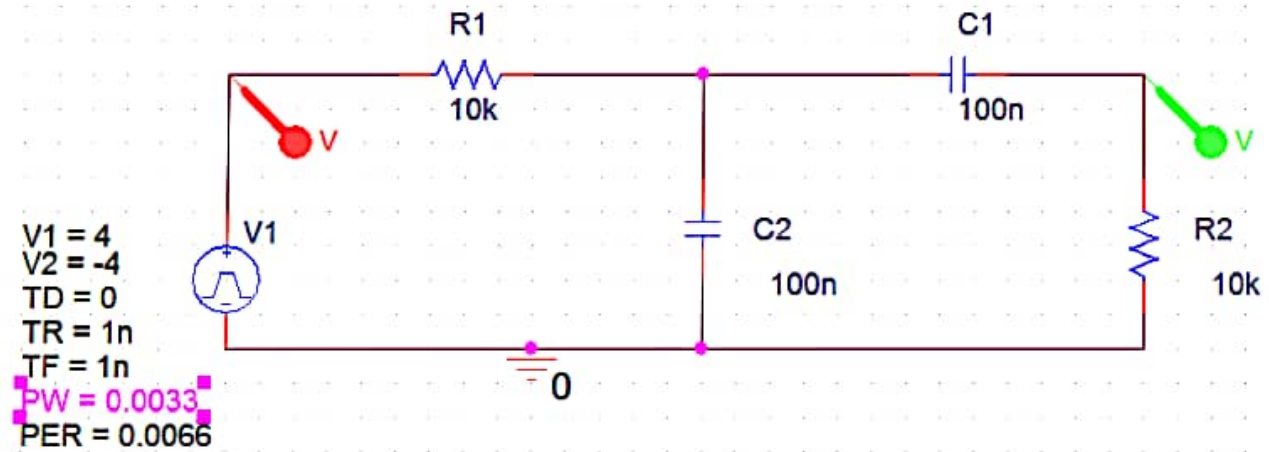 R1
C1
10k
100n
V
V
V1 = 4
V2 = -4
TD = 0
TR = 1n
TF = 1n
PW = 0.0033
PER = 0.0066
V1
C2
100n
R2
10k
0